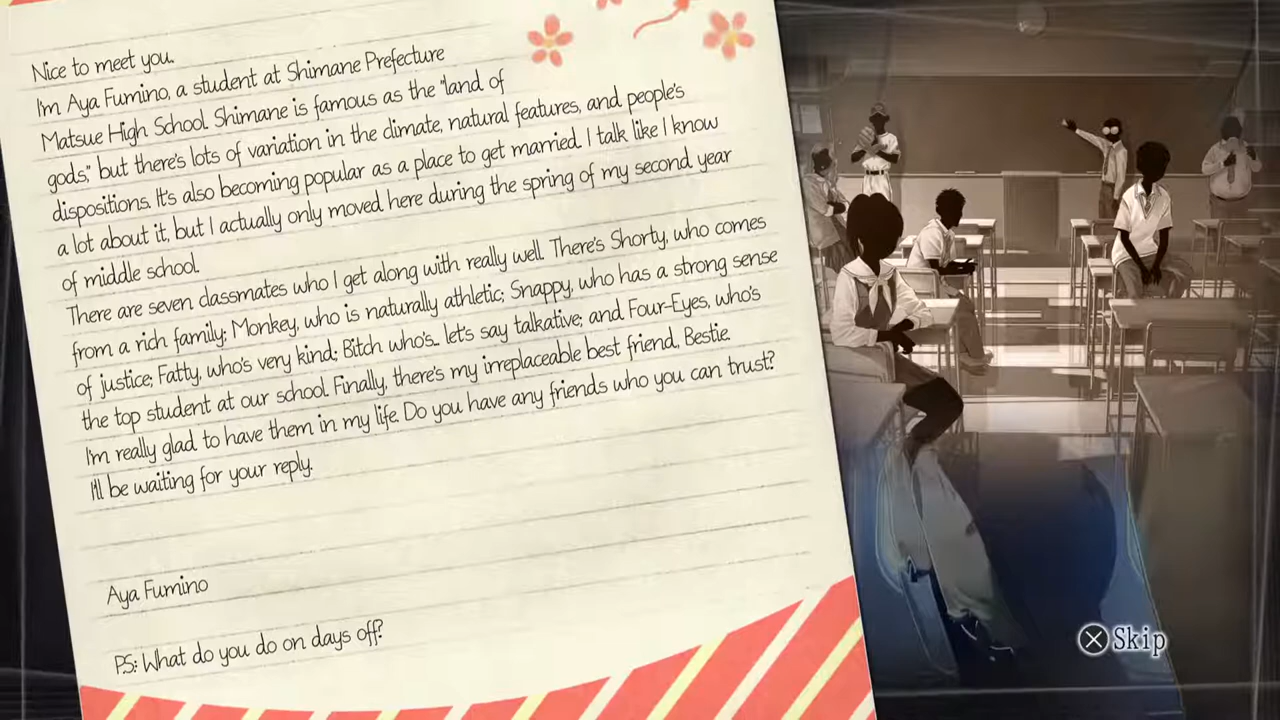 Nice to meet you.
I'm Aya Fumino, a student at Shimane Prefecture
Matsue High School. Shimane is famous as the "land of
gods," but there's lots of variation in the climate, natural features, and people's
dispositions. It's also becoming popular as a place to get married. I talk like I know
a lot about it, but I actually only moved here during the spring of my second year
of middle school.
There are seven classmates who I get along with really well. There's Shorty, who comes
from a rich family; Monkey, who is naturally athletic; Snappy, who has a strong sense
of justice; Fatty, who's very kind; Bitch who's... let's say talkative; and Four-Eyes, who's
the top student at our school. Finally, there's my irreplaceable best friend, Bestie.
I'm really glad to have them in my life. Do you have any friends who you can trust?
I'll be waiting for your reply.
Aya Fumino
P.S.: What do you do on days off?
Skip